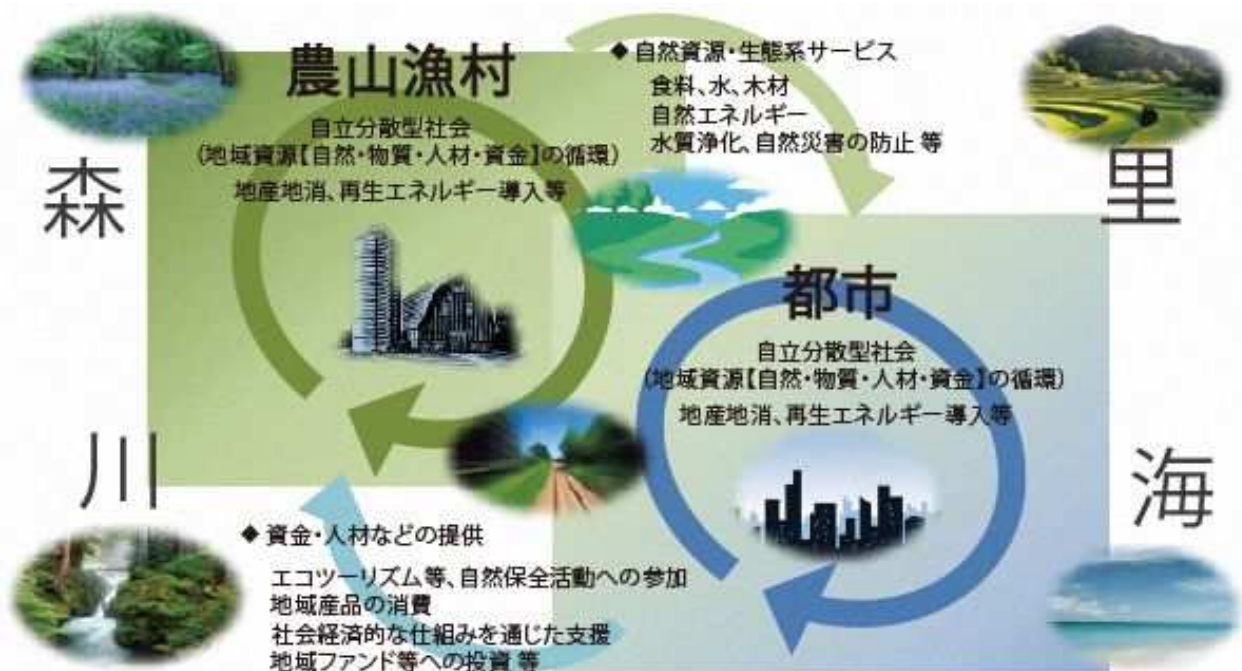 農山漁村
自立分散型社会
(地域資源【自然・物質・人材・資金】の循環)
地産地消、再生エネルギー導入等
◆ 自然資源・生態系サービス
食料、水、木材
自然エネルギー
水質浄化、自然災害の防止 等
森
里
都市
自立分散型社会
(地域資源【自然・物質・人材・資金】の循環)
地産地消、再生エネルギー導入等
川
海
◆ 資金・人材などの提供
エコツーリズム等、自然保全活動への参加
地域産品の消費
社会経済的な仕組みを通じた支援
地域ファンド等への投資 等